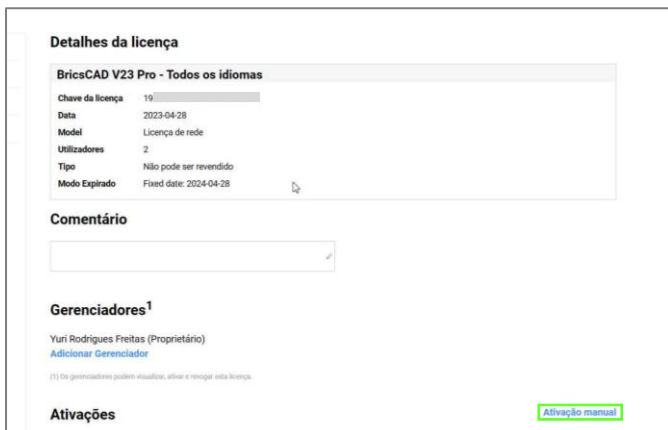 Detalhes da licença
BricsCAD V23 Pro - Todos os idiomas
Chave da licença 19
Data 2023-04-28
Model Licença de rede
Utilizadores 2
Tipo Não pode ser revendido
Modo Expirado Fixed date: 2024-04-28
Comentário
Gerenciadores1
Yuri Rodrigues Freitas (Proprietário)
Adicionar Gerenciador
(1) Os gerenciadores podem visualizar, ativar e revogar esta licença.
Ativações Ativação manual